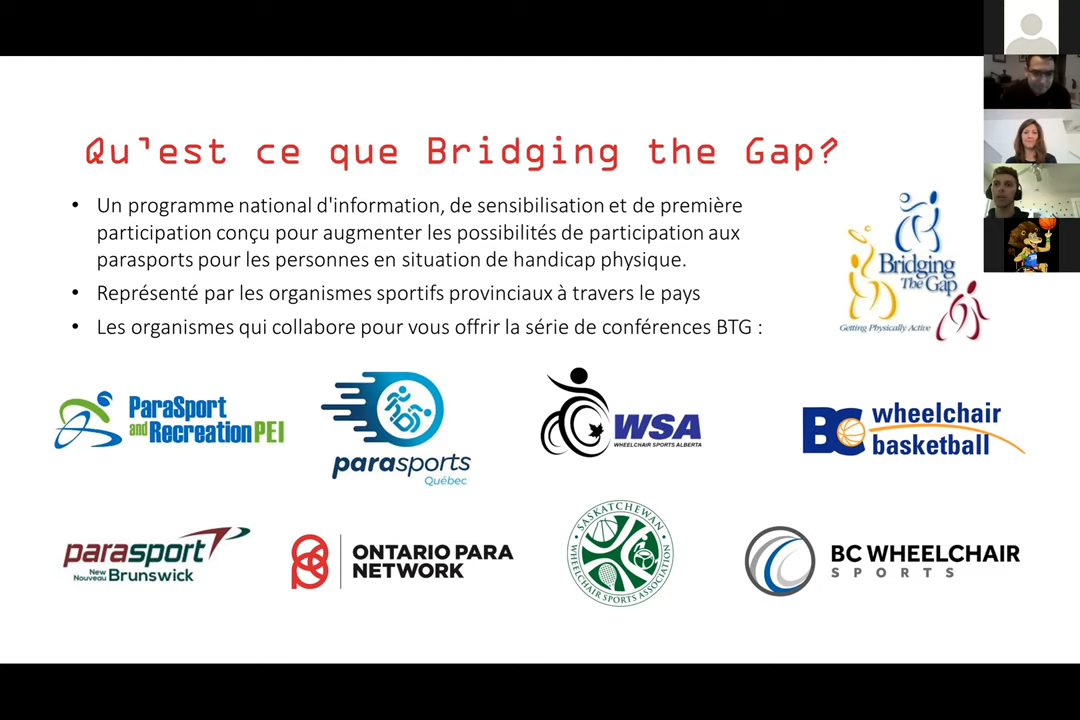 Qu'est ce que Bridging the Gap?
• Un programme national d'information, de sensibilisation et de première
participation conçu pour augmenter les possibilités de participation aux
parasports pour les personnes en situation de handicap physique.
• Représenté par les organismes sportifs provinciaux à travers le pays
• Les organismes qui collabore pour vous offrir la série de conférences BTG :
Bridging
The Gap
Getting Physically Active
ParaSport
and Recreation PEI
parasports
Québec
WSA
WHEELCHAIR SPORTS ALBERTA
BC wheelchair
basketball
parasport
New
Nouveau Brunswick
ONTARIO PARA
NETWORK
SASKATCHEWAN
WHEELCHAIR SPORTS ASSOCIATION
BC WHEELCHAIR
SPORTS